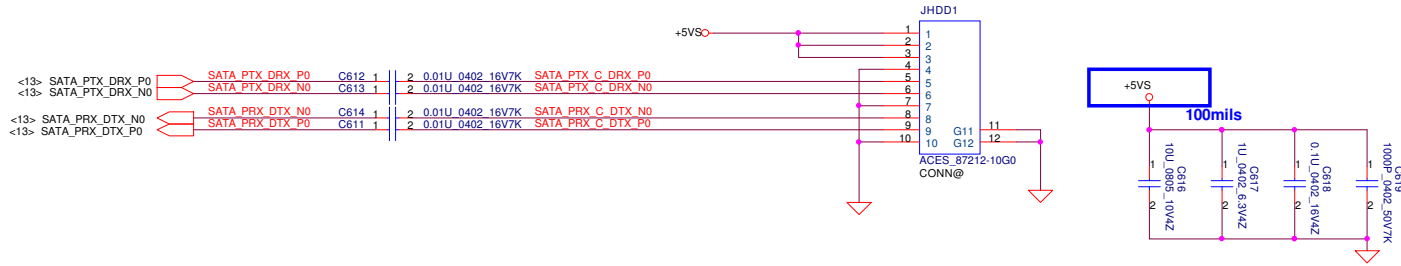 JHDD1
+5VS
1 1
2 2
3 3
4 4
<13> SATA_PTX_DRX_P0 SATA_PTX_DRX_P0 C612 1 2 0.01U_0402_16V7K SATA_PTX_C_DRX_P0 5 5
<13> SATA_PTX_DRX_N0 SATA_PTX_DRX_N0 C613 1 2 0.01U_0402_16V7K SATA_PTX_C_DRX_N0 6 6
7 7
<13> SATA_PRX_DTX_N0 SATA_PRX_DTX_N0 C614 1 2 0.01U_0402_16V7K SATA_PRX_C_DTX_N0 8 8
<13> SATA_PRX_DTX_P0 SATA_PRX_DTX_P0 C611 1 2 0.01U_0402_16V7K SATA_PRX_C_DTX_P0 9 9
10 10
G11 11
G12 12
ACES_87212-10G0
CONN@
+5VS
100mils
1 2 C616
10U_0805_10V4Z
1 2 C617
1U_0402_6.3V4Z
1 2 C618
0.1U_0402_16V4Z
1 2 C619
1000P_0402_50V7K